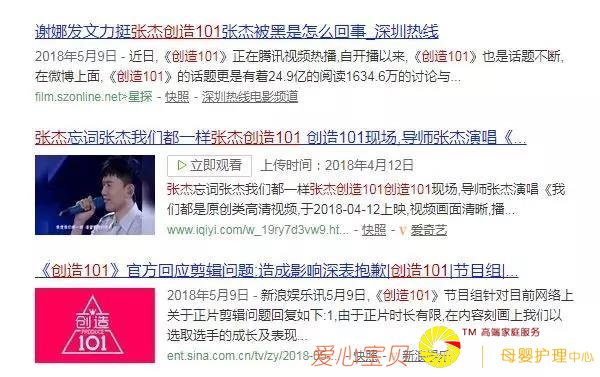 谢娜发文力挺张杰创造101张杰被黑是怎么回事_深圳热线
2018年5月9日 - 近日,《创造101》正在腾讯视频热播,自开播以来,《创造101》也是话题不断,
在微博上面,《创造101》的话题更是有着24.9亿的阅读1634.6万的讨论与...
film.szonline.net>星探 - 快照 - 深圳热线电影频道
张杰忘词张杰我们都一样张杰创造101 创造101现场,导师张杰演唱《...
立即观看 上传时间:2018年4月12日
张杰忘词张杰我们都一样张杰创造101创造101现场,导师张杰演唱《我
们都是原创类高清视频,于2018-04-12上映,视频画面清晰,播...
www.iqiyi.com/w_19ry7d3vw9.ht... - 快照 - V 爱奇艺
《创造101》官方回应剪辑问题:造成影响深表抱歉|创造101|节目组|...
2018年5月9日 - 新浪娱乐讯5月9日,《创造101》节目组针对目前网络上
关于正片剪辑问题回复如下:1,由于正片时长有限,在内容刻画上我们以
选取选手的成长及表现...
ent.sina.com.cn/tv/zy/2018-05-... - 快照 - 新浪娱乐
创造
PRODUCE
101
爱心宝贝
TM 高端家庭服务
母婴护理中心